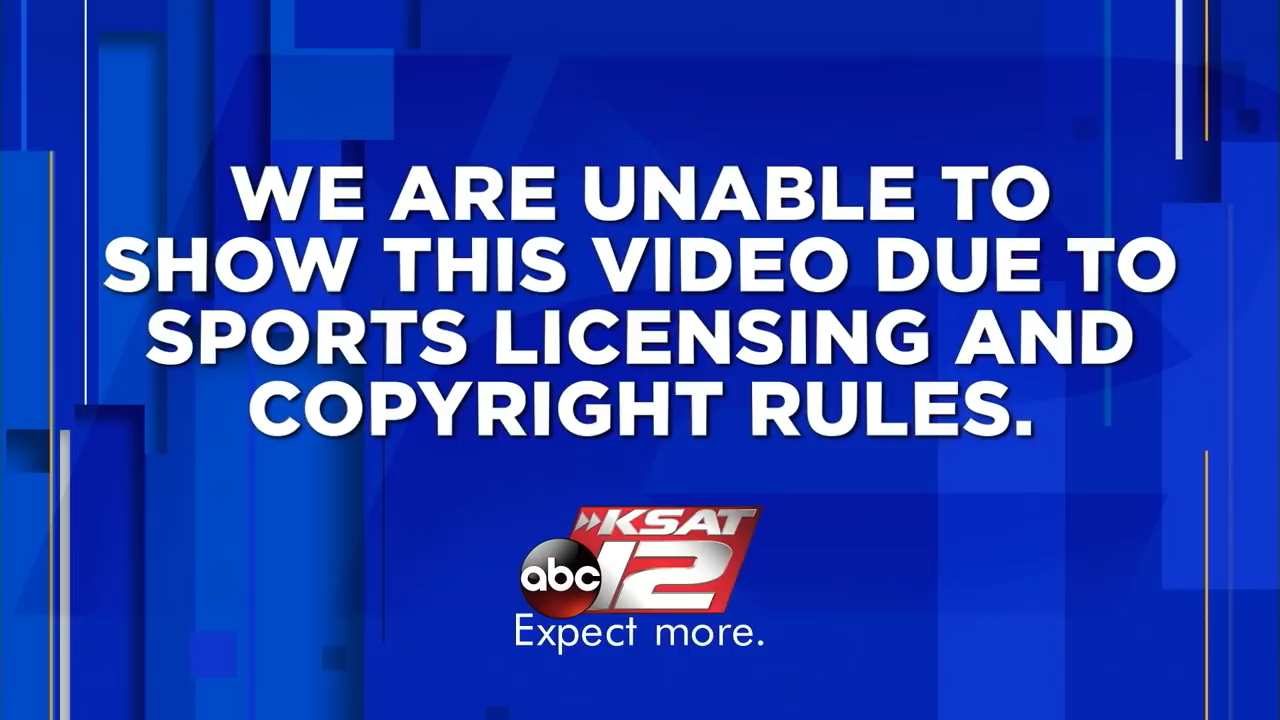 WE ARE UNABLE TO
SHOW THIS VIDEO DUE TO
SPORTS LICENSING AND
COPYRIGHT RULES.
KSAT
abc 12
Expect more.